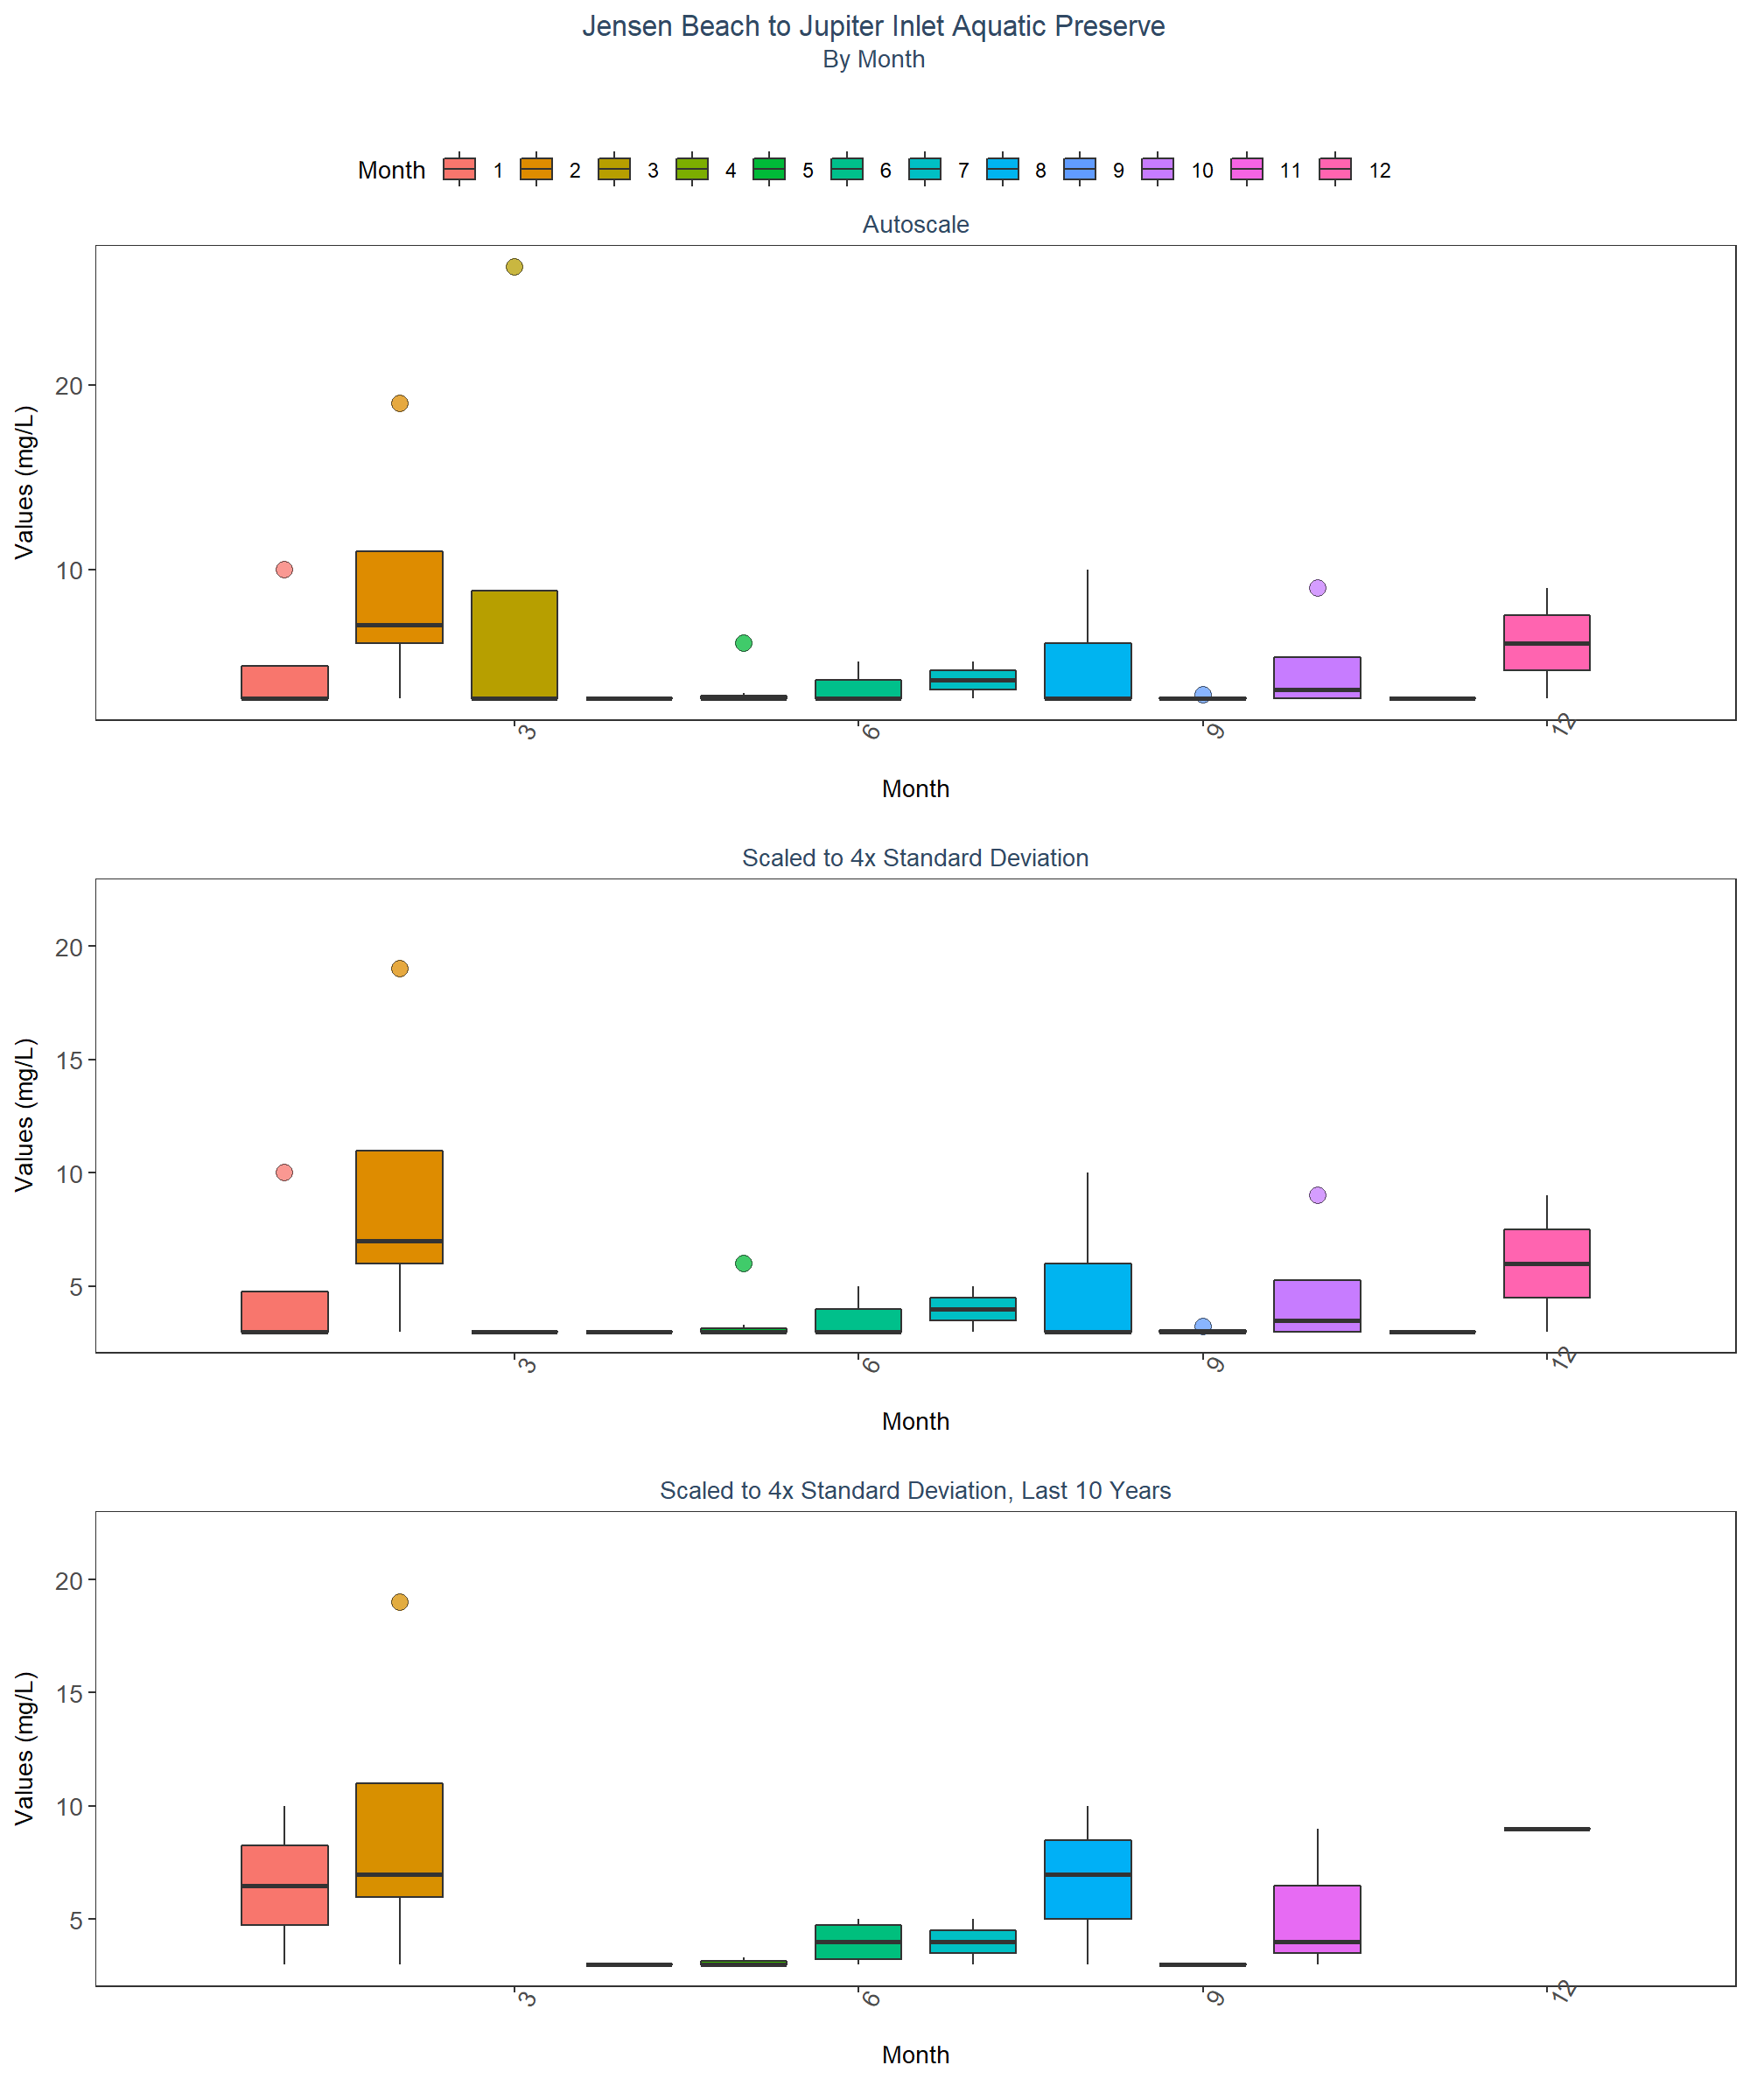 Jensen Beach to Jupiter Inlet Aquatic Preserve
By Month
Month 1 2 3 4 5 6 7 8 9 10 11 12
Autoscale
Values (mg/L)
20
10
3 6 9 12
Month
Scaled to 4x Standard Deviation
Values (mg/L)
20
15
10
5
3 6 9 12
Month
Scaled to 4x Standard Deviation, Last 10 Years
Values (mg/L)
20
15
10
5
3 6 9 12
Month